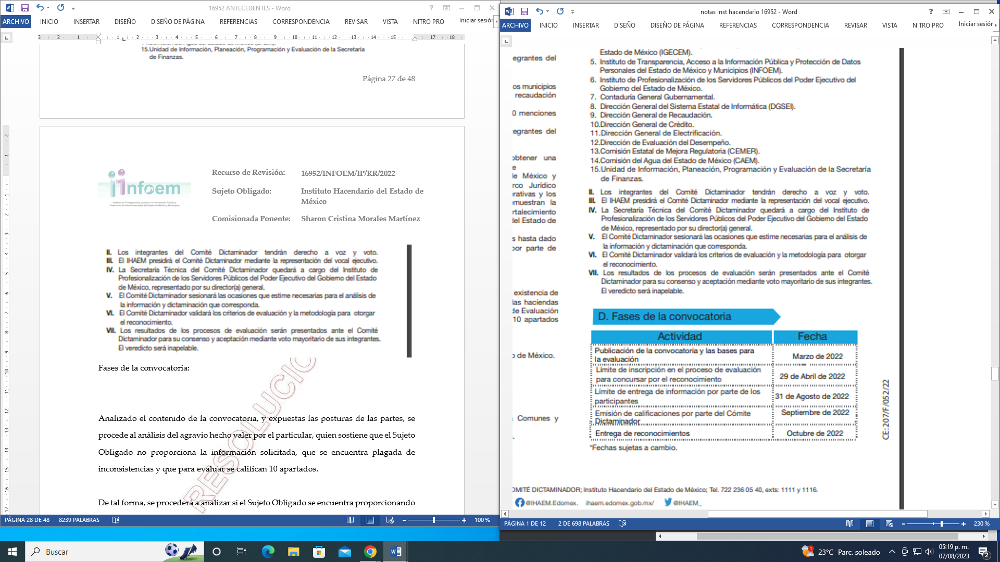 16952 ANTECEDENTES - Word
ARCHIVO INICIO INSERTAR DISEÑO DISEÑO DE PÁGINA REFERENCIAS CORRESPONDENCIA REVISAR VISTA NITRO PRO Iniciar sesión
15.Unidad de Información, Planeación, Programación y Evaluación de la Secretaría
de Finanzas.
Página 27 de 48
infoem
Instituto de Transparencia, Acceso a la Información Pública y
Protección de Datos Personales del Estado de México y Municipios
Recurso de Revisión: 16952/INFOEM/IP/RR/2022
Sujeto Obligado: Instituto Hacendario del Estado de
México
Comisionada Ponente: Sharon Cristina Morales Martínez
II. Los integrantes del Comité Dictaminador tendrán derecho a voz y voto.
III. El IHAEM presidirá el Comité Dictaminador mediante la representación del vocal ejecutivo.
IV. La Secretaría Técnica del Comité Dictaminador quedará a cargo del Instituto de
Profesionalización de los Servidores Públicos del Poder Ejecutivo del Gobierno del Estado
de México, representado por su director(a) general.
V. El Comité Dictaminador sesionará las ocasiones que estime necesarias para el análisis de
la información y dictaminación que corresponda.
VI. El Comité Dictaminador validará los criterios de evaluación y la metodología para otorgar
el reconocimiento.
VII. Los resultados de los procesos de evaluación serán presentados ante el Comité
Dictaminador para su consenso y aceptación mediante voto mayoritario de sus integrantes.
El veredicto será inapelable.
Fases de la convocatoria:
Analizado el contenido de la convocatoria, y expuestas las posturas de las partes, se
procede al análisis del agravio hecho valer por el particular, quien sostiene que el Sujeto
Obligado no proporciona la información solicitada, que se encuentra plagada de
inconsistencias y que para evaluar se califican 10 apartados.
De tal forma, se procederá a analizar si el Sujeto Obligado se encuentra proporcionando
RESOLUCIÓ
PÁGINA 28 DE 48 8239 PALABRAS 100 %
notas Inst hacendario 16952 - Word
ARCHIVO INICIO INSERTAR DISEÑO DISEÑO DE PÁGINA REFERENCIAS CORRESPONDENCIA REVISAR VISTA NITRO PRO Iniciar sesión
egrantes del
os municipios
recaudación
0 menciones
egrantes del
obtener una
e
de México y
rco Jurídico
erativas y los
emuestran la
rtalecimiento
del Estado de
s hasta dado
por parte de
existencia de
las haciendas
de Evaluación
10 apartados
o de México.
Comunes y
Estado de México (IGECEM).
5. Instituto de Transparencia, Acceso a la Información Pública y Protección de Datos
Personales del Estado de México y Municipios (INFOEM).
6. Instituto de Profesionalización de los Servidores Públicos del Poder Ejecutivo del
Gobierno del Estado de México.
7. Contaduría General Gubernamental.
8. Dirección General del Sistema Estatal de Informática (DGSEI).
9. Dirección General de Recaudación.
10.Dirección General de Crédito.
11.Dirección General de Electrificación.
12.Dirección de Evaluación del Desempeño.
13.Comisión Estatal de Mejora Regulatoria (CEMER).
14.Comisión del Agua del Estado de México (CAEM).
15.Unidad de Información, Planeación, Programación y Evaluación de la Secretaría
de Finanzas.
II. Los integrantes del Comité Dictaminador tendrán derecho a voz y voto.
III. El IHAEM presidirá el Comité Dictaminador mediante la representación del vocal ejecutivo.
IV. La Secretaría Técnica del Comité Dictaminador quedará a cargo del Instituto de
Profesionalización de los Servidores Públicos del Poder Ejecutivo del Gobierno del Estado
de México, representado por su director(a) general.
V. El Comité Dictaminador sesionará las ocasiones que estime necesarias para el análisis de
la información y dictaminación que corresponda.
VI. El Comité Dictaminador validará los criterios de evaluación y la metodología para otorgar
el reconocimiento.
VII. Los resultados de los procesos de evaluación serán presentados ante el Comité
Dictaminador para su consenso y aceptación mediante voto mayoritario de sus integrantes.
El veredicto será inapelable.
D. Fases de la convocatoria
Actividad Fecha
Publicación de la convocatoria y las bases para
la evaluación Marzo de 2022
Límite de inscripción en el proceso de evaluación
para concursar por el reconocimiento 29 de Abril de 2022
Límite de entrega de información por parte de los
participantes 31 de Agosto de 2022
Emisión de calificaciones por parte del Cómite
Dictaminador Septiembre de 2022
Entrega de reconocimientos Octubre de 2022
*Fechas sujetas a cambio.
CE: 207/F/052/22
OMITÉ DICTAMINADOR; Instituto Hacendario del Estado de México; Tel. 722 236 05 40, exts: 1111 y 1116.
@IHAEM.Edomex. ihaem.edomex.gob.mx/ @IHAEM_
PÁGINA 1 DE 12 2 DE 698 PALABRAS 230 %
Buscar
23°C Parc. soleado
05:19 p. m.
07/08/2023